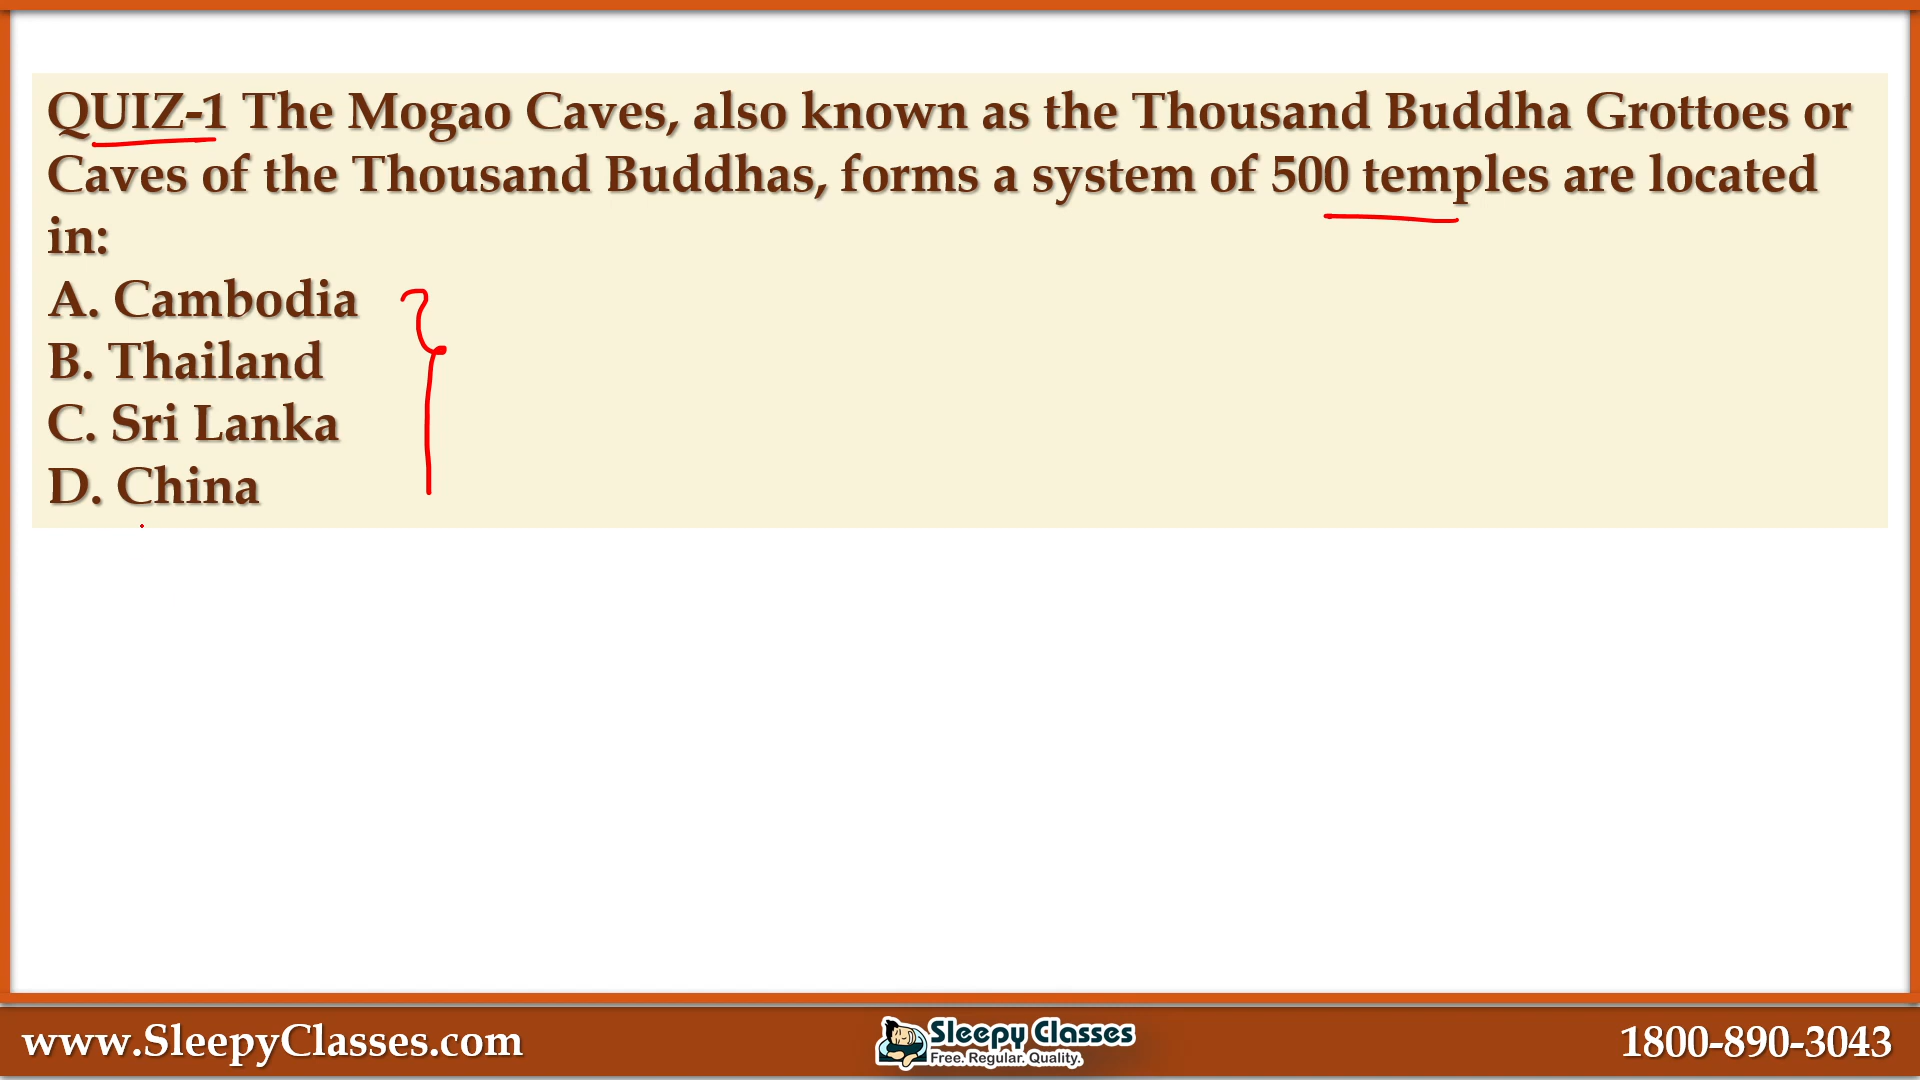 QUIZ-1 The Mogao Caves, also known as the Thousand Buddha Grottoes or
Caves of the Thousand Buddhas, forms a system of 500 temples are located
in:
A. Cambodia
B. Thailand
C. Sri Lanka
D. China
www.SleepyClasses.com
Sleepy Classes
Free. Regular. Quality.
1800-890-3043